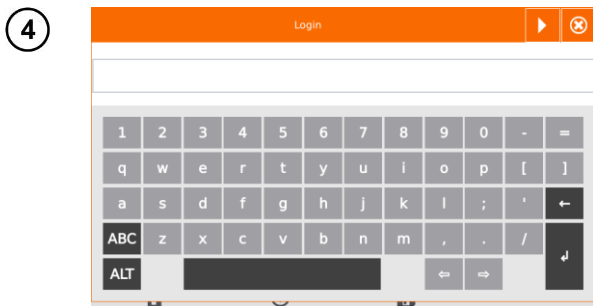 4
Login
1 2 3 4 5 6 7 8 9 0 - =
q w e r t y u i o p [ ]
a s d f g h j k l ; ' ←
ABC z x c v b n m , . / ↲
ALT ⇦ ⇨